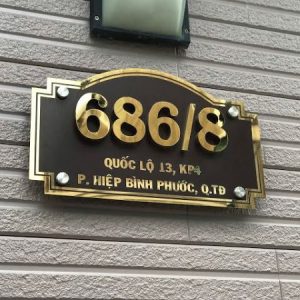 686/8
QUỐC LỘ 13, KP4
P. HIỆP BÌNH PHƯỚC, Q.TĐ